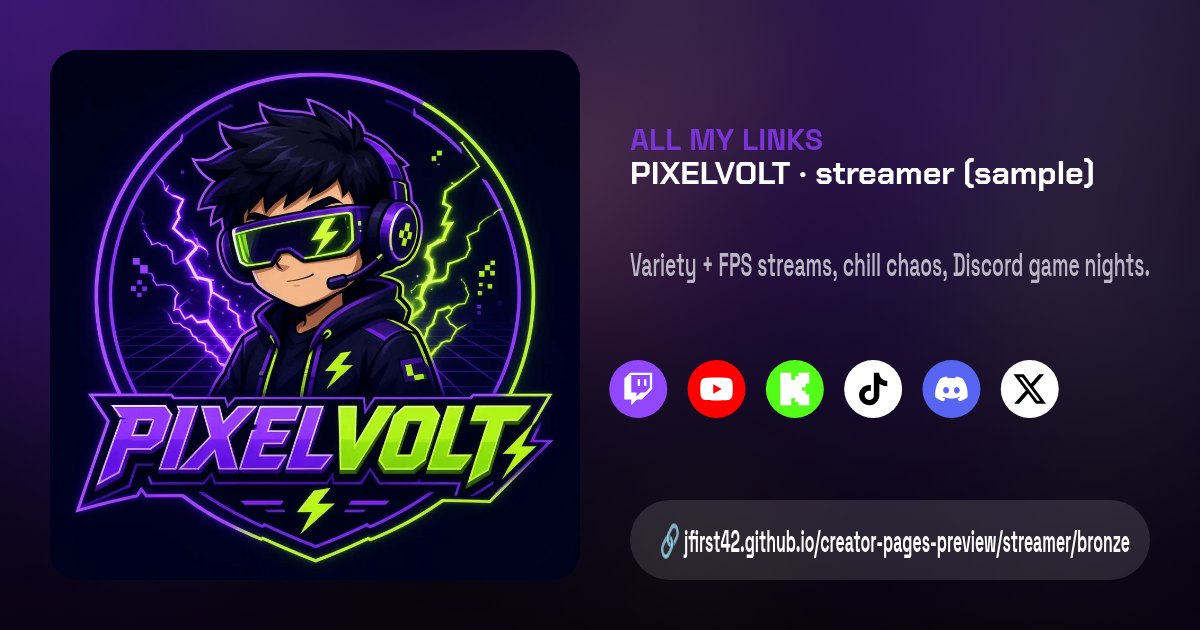 PIXELVOLT
ALL MY LINKS
PIXELVOLT · streamer (sample)
Variety + FPS streams, chill chaos, Discord game nights.
🔗 jfirst42.github.io/creator-pages-preview/streamer/bronze